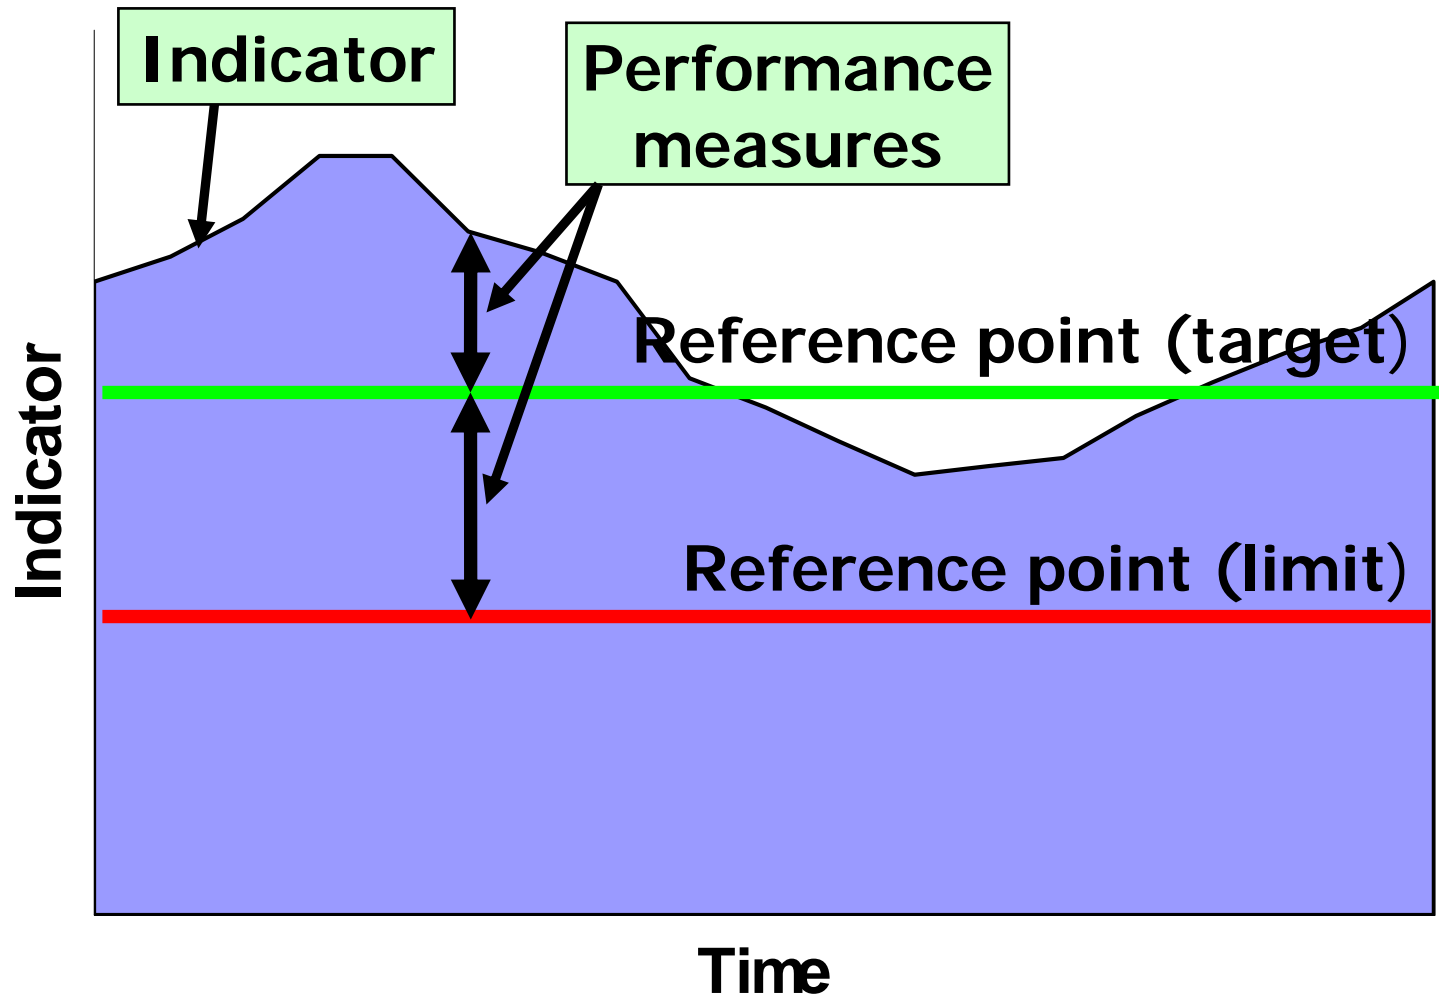 Indicator
Performance
measures
Reference point (target)
Indicator
Reference point (limit)
Time